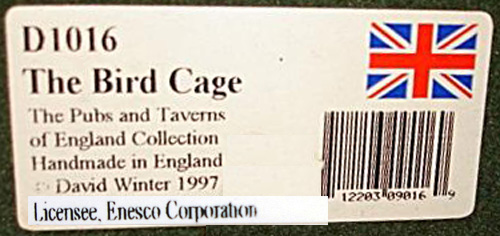 D1016
The Bird Cage
The Pubs and Taverns
of England Collection
Handmade in England
© David Winter 1997
Licensee, Enesco Corporation
12203 09016 9